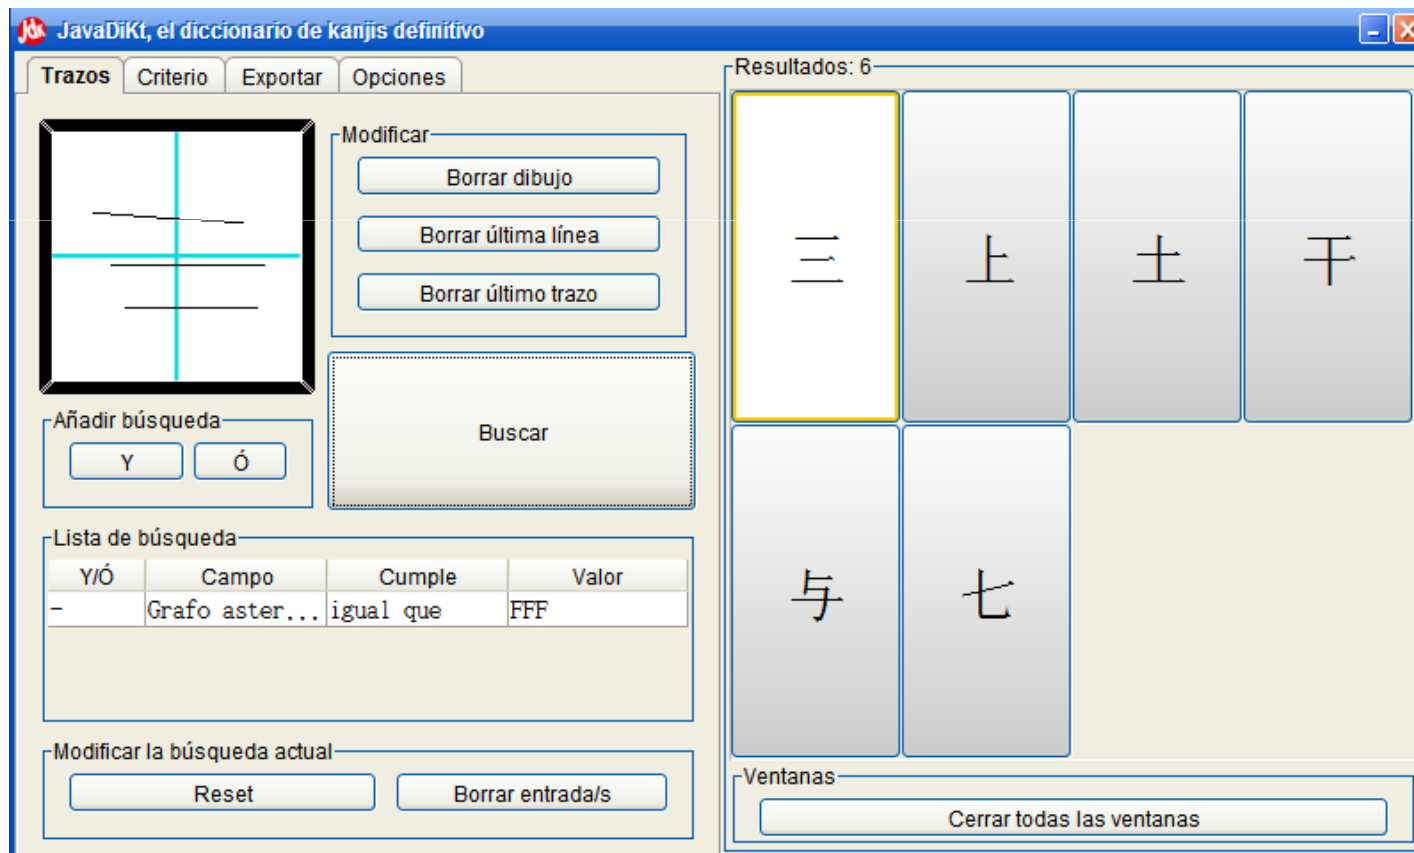 JavaDiKt, el diccionario de kanjis definitivo
Trazos Criterio Exportar Opciones
Modificar
Borrar dibujo
Borrar última línea
Borrar último trazo
Buscar
Añadir búsqueda
Y Ó
Lista de búsqueda
Y/Ó Campo Cumple Valor
- Grafo aster... igual que FFF
Modificar la búsqueda actual
Reset Borrar entrada/s
Resultados: 6
三 上 土 干
与 七
Ventanas
Cerrar todas las ventanas